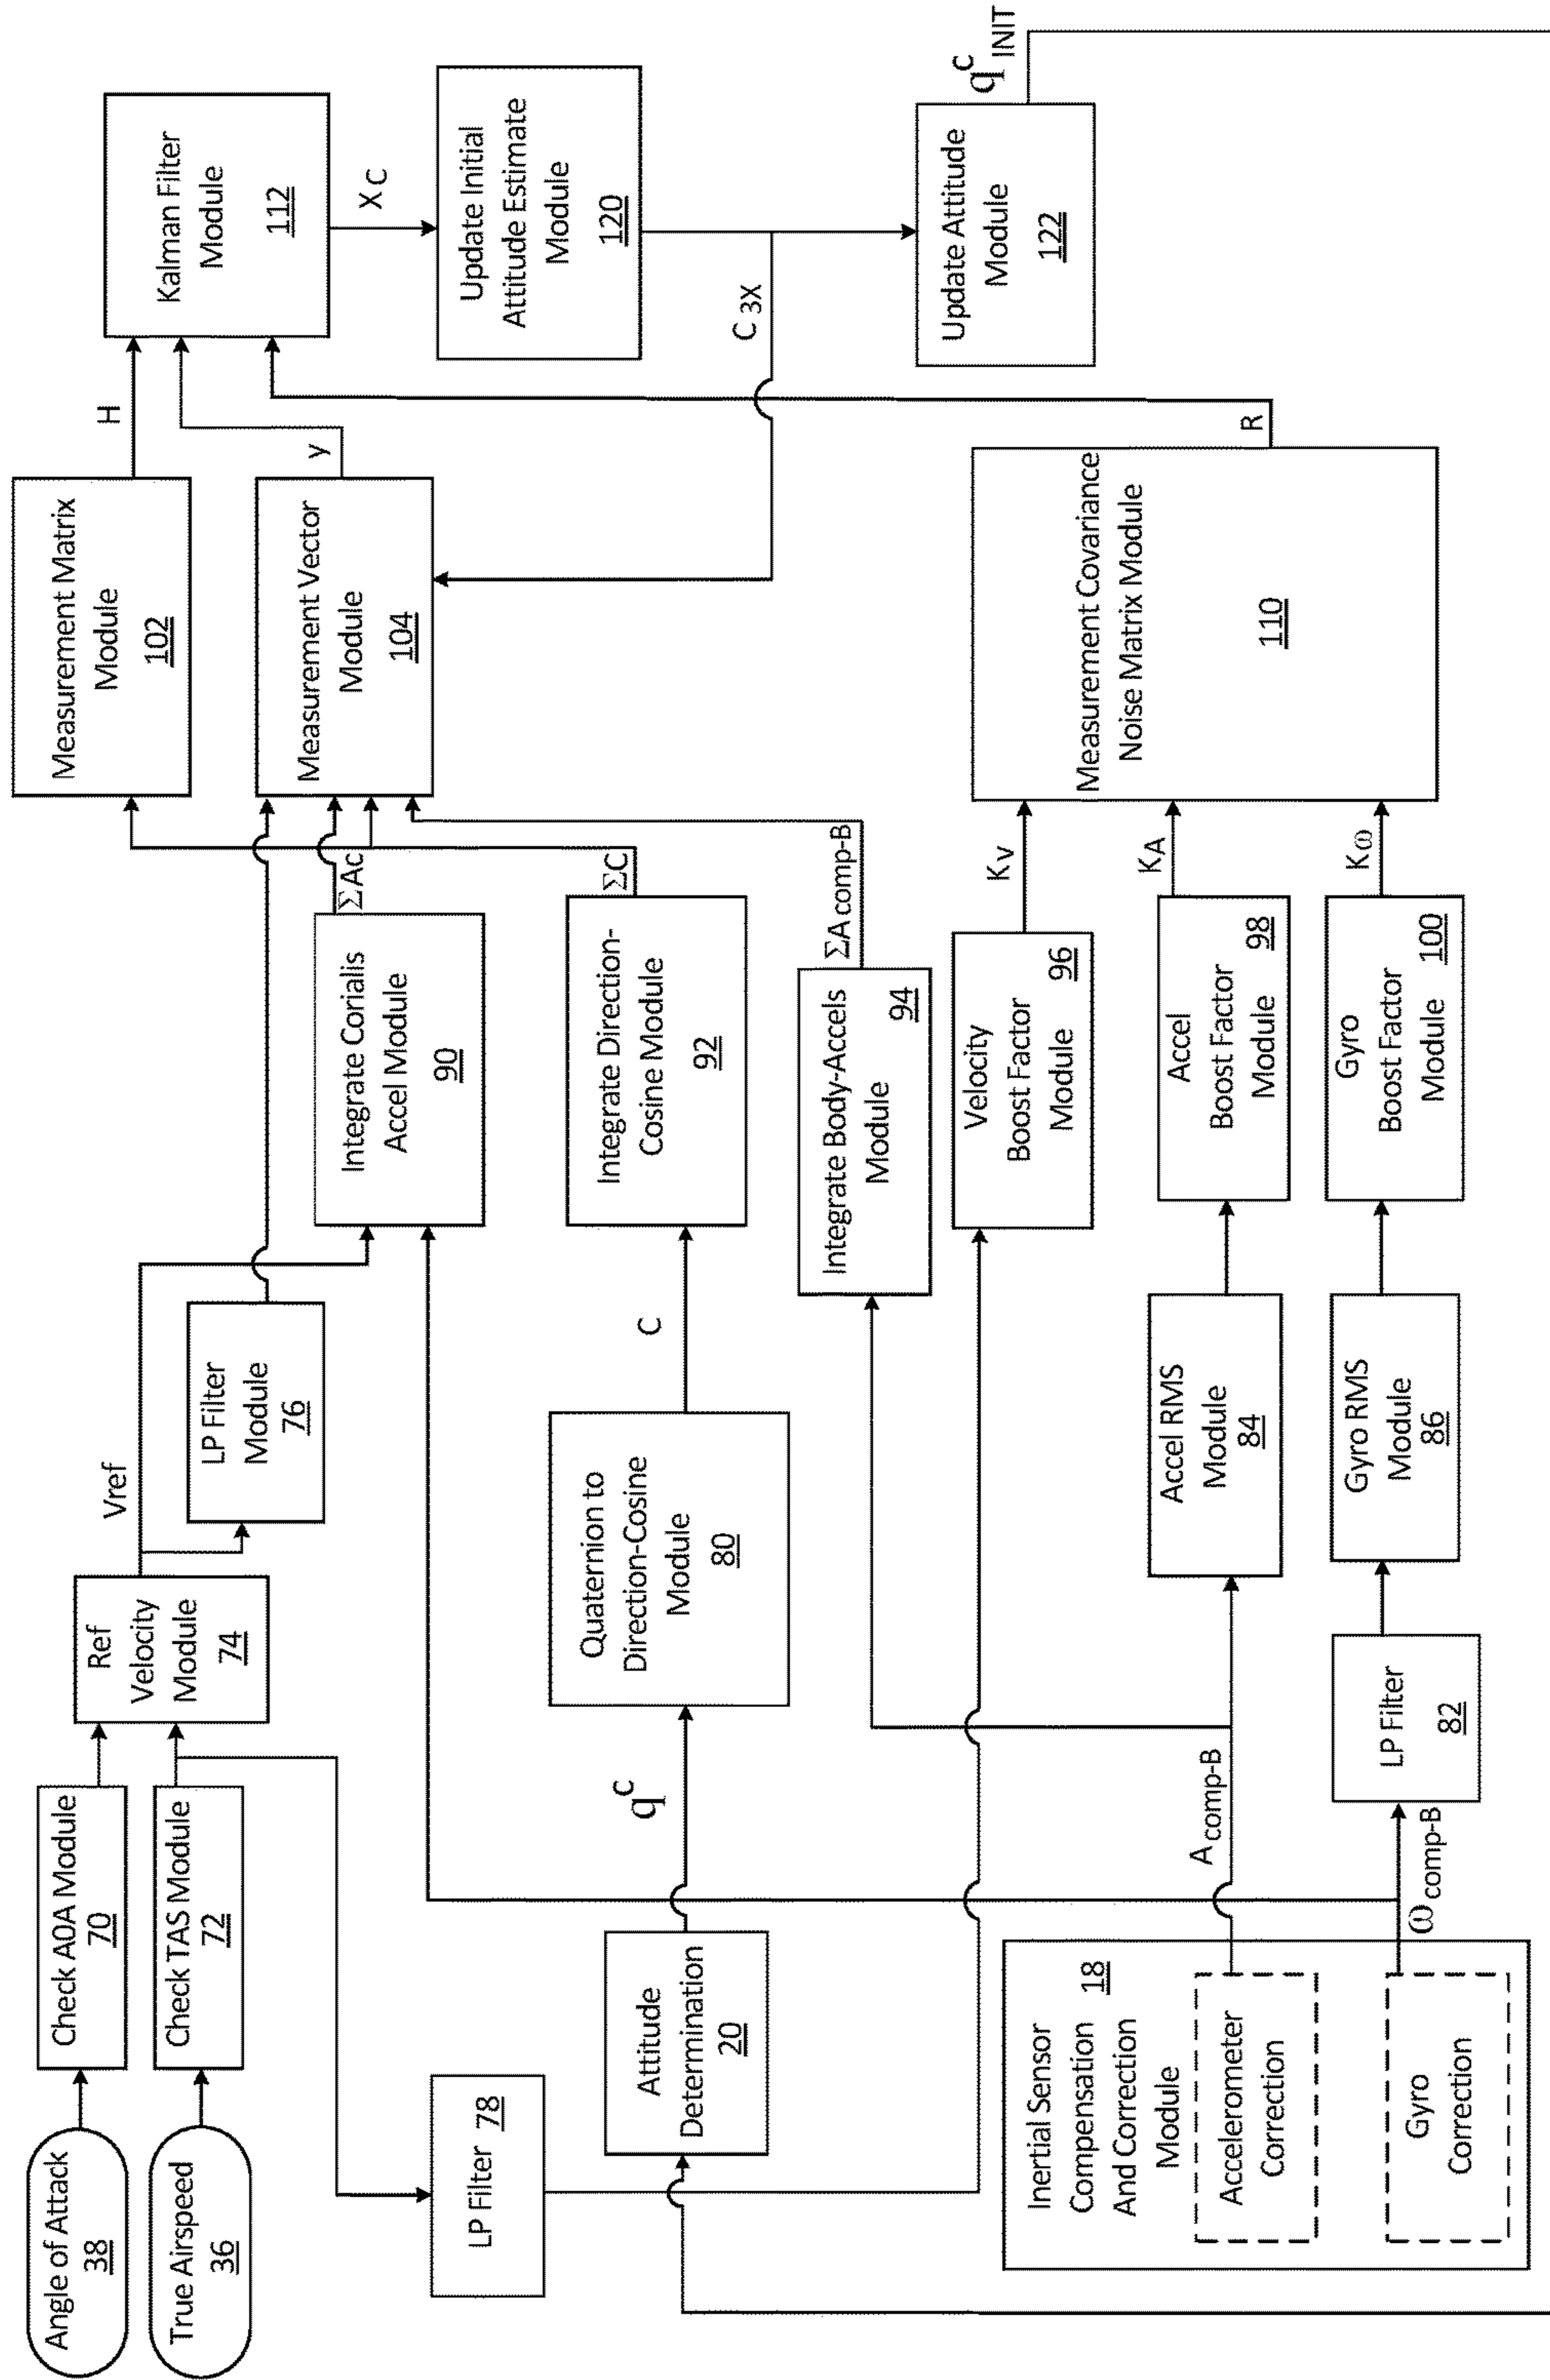 Angle of Attack
38
True Airspeed
36
Check A0A Module
70
Check TAS Module
72
Ref
Velocity
Module
74
Vref
LP Filter
Module
76
LP Filter 78
Attitude
Determination
20
q^c
Quaternion to
Direction-Cosine
Module
80
C
Integrate Corialis
Accel Module
90
ΣAc
Integrate Direction-
Cosine Module
92
ΣC
Integrate Body-Accels
Module 94
ΣA comp-B
Velocity
Boost Factor
Module 96
Kv
Inertial Sensor
Compensation 18
And Correction
Module
Accelerometer
Correction
Gyro
Correction
A comp-B
ω comp-B
LP Filter
82
Accel RMS
Module
84
Gyro RMS
Module
86
Accel
Boost Factor
Module 98
KA
Gyro
Boost Factor
Module 100
Kω
Measurement Matrix
Module
102
H
Measurement Vector
Module
104
y
Measurement Covariance
Noise Matrix Module
110
R
Kalman Filter
Module
112
XC
Update Initial
Attitude Estimate
Module
120
C 3X
Update Attitude
Module
122
q^c INIT